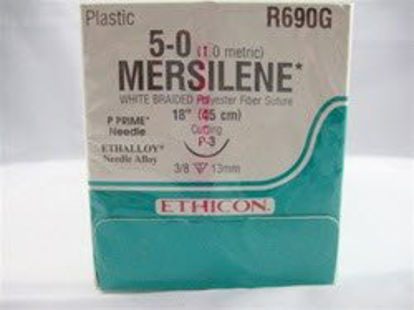 Plastic R690G
5-0 (1.0 metric)
MERSILENE*
WHITE BRAIDED Polyester Fiber Suture
18" (45 cm)
P PRIME* Cutting
Needle P-3
ETHALLOY*
Needle Alloy
3/8 13mm
ETHICON